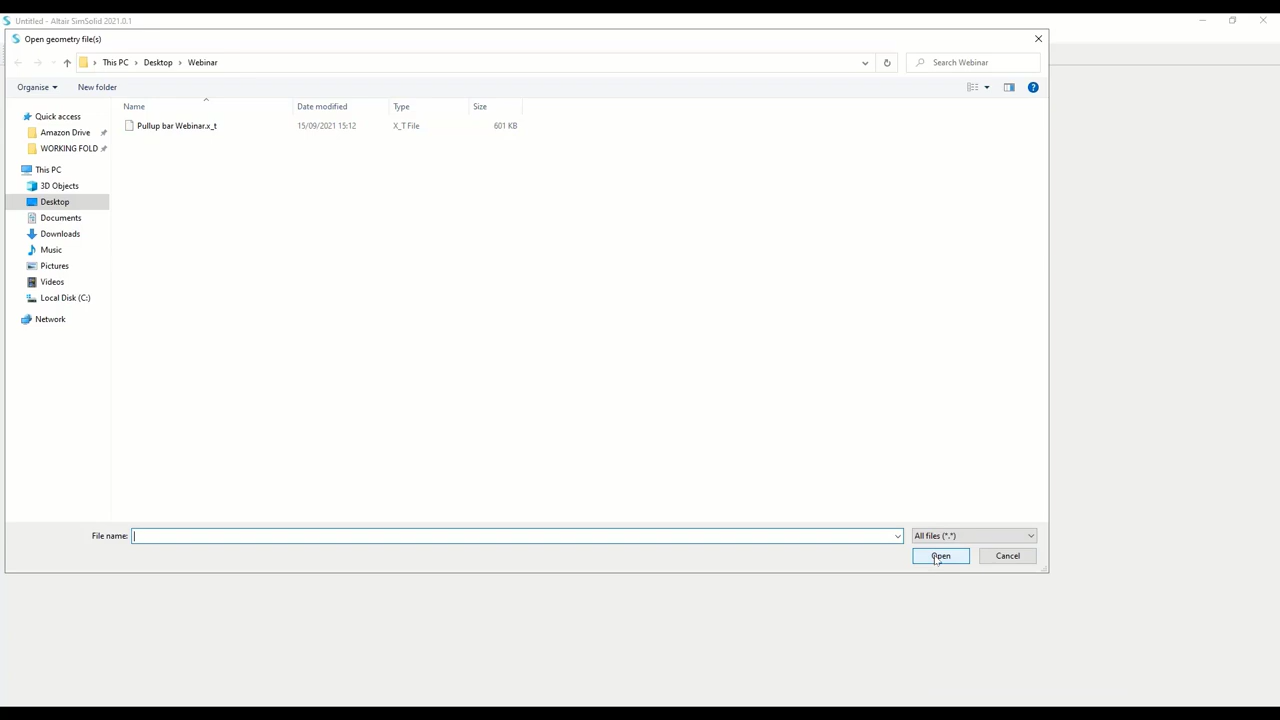 Untitled - Altair SimSolid 2021.0.1
Open geometry file(s)
This PC > Desktop > Webinar
Search Webinar
Organise
New folder
Name
Date modified
Type
Size
Pullup bar Webinar.x_t
15/09/2021 15:12
X_T File
601 KB
Quick access
Amazon Drive
WORKING FOLD
This PC
3D Objects
Desktop
Documents
Downloads
Music
Pictures
Videos
Local Disk (C:)
Network
File name:
All files (*.*)
Open
Cancel